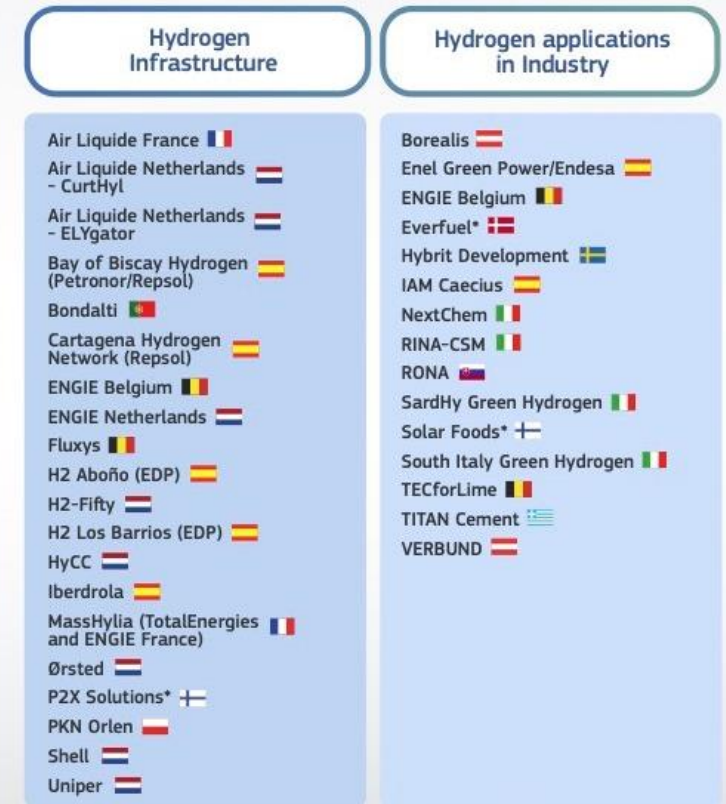 Hydrogen
Infrastructure
Air Liquide France
Air Liquide Netherlands
- CurtHyl
Air Liquide Netherlands
- ELYgator
Bay of Biscay Hydrogen
(Petronor/Repsol)
Bondalti
Cartagena Hydrogen
Network (Repsol)
ENGIE Belgium
ENGIE Netherlands
Fluxys
H2 Aboño (EDP)
H2-Fifty
H2 Los Barrios (EDP)
HyCC
Iberdrola
MassHylia (TotalEnergies
and ENGIE France)
Ørsted
P2X Solutions*
PKN Orlen
Shell
Uniper
Hydrogen applications
in Industry
Borealis
Enel Green Power/Endesa
ENGIE Belgium
Everfuel*
Hybrit Development
IAM Caecius
NextChem
RINA-CSM
RONA
SardHy Green Hydrogen
Solar Foods*
South Italy Green Hydrogen
TECforLime
TITAN Cement
VERBUND